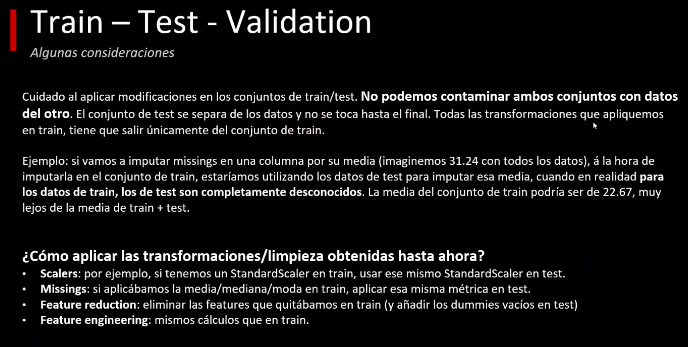 Train – Test - Validation
Algunas consideraciones
Cuidado al aplicar modificaciones en los conjuntos de train/test. No podemos contaminar ambos conjuntos con datos
del otro. El conjunto de test se separa de los datos y no se toca hasta el final. Todas las transformaciones que apliquemos
en train, tiene que salir únicamente del conjunto de train.
Ejemplo: si vamos a imputar missings en una columna por su media (imaginemos 31.24 con todos los datos), á la hora de
imputarla en el conjunto de train, estaríamos utilizando los datos de test para imputar esa media, cuando en realidad para
los datos de train, los de test son completamente desconocidos. La media del conjunto de train podría ser de 22.67, muy
lejos de la media de train + test.
¿Cómo aplicar las transformaciones/limpieza obtenidas hasta ahora?
• Scalers: por ejemplo, si tenemos un StandardScaler en train, usar ese mismo StandardScaler en test.
• Missings: si aplicábamos la media/mediana/moda en train, aplicar esa misma métrica en test.
• Feature reduction: eliminar las features que quitábamos en train (y añadir los dummies vacíos en test)
• Feature engineering: mismos cálculos que en train.